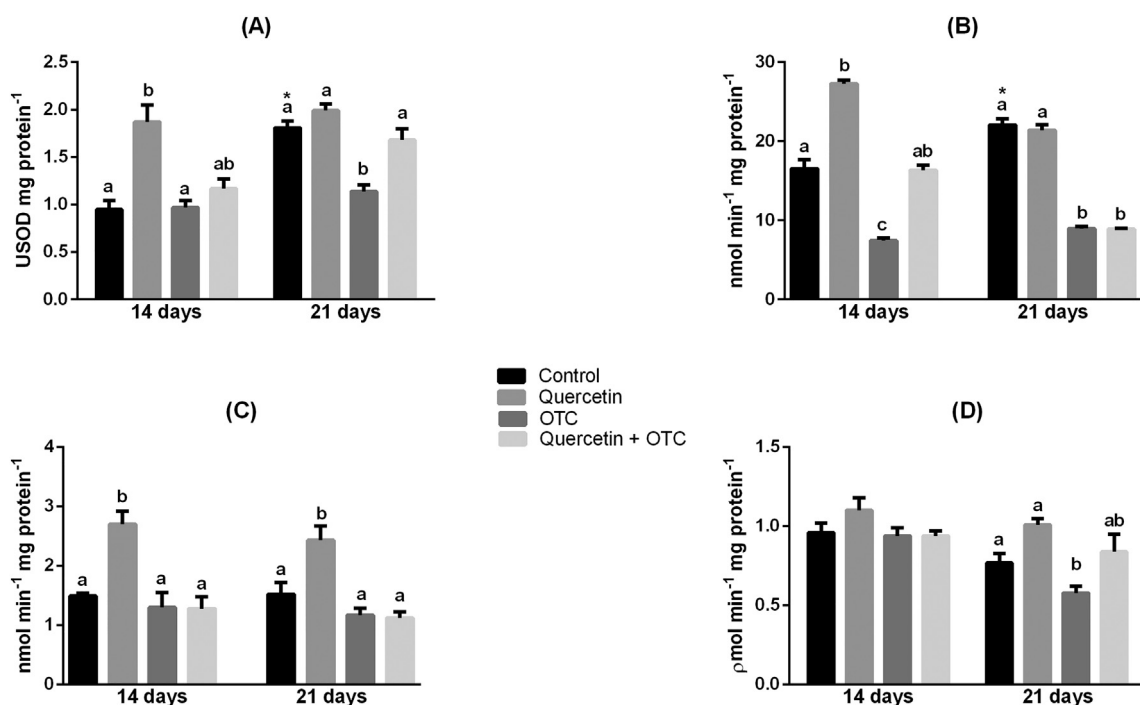 (A)
USOD mg protein⁻¹
2.5
2.0
1.5
1.0
0.5
0.0
a
b
a
ab
*
a
a
b
a
14 days
21 days
(B)
nmol min⁻¹ mg protein⁻¹
30
20
10
0
a
b
c
ab
*
a
a
b
b
14 days
21 days
Control
Quercetin
OTC
Quercetin + OTC
(C)
nmol min⁻¹ mg protein⁻¹
4
3
2
1
0
a
b
a
a
a
b
a
a
14 days
21 days
(D)
ρmol min⁻¹ mg protein⁻¹
1.5
1.0
0.5
0.0
a
a
b
ab
14 days
21 days